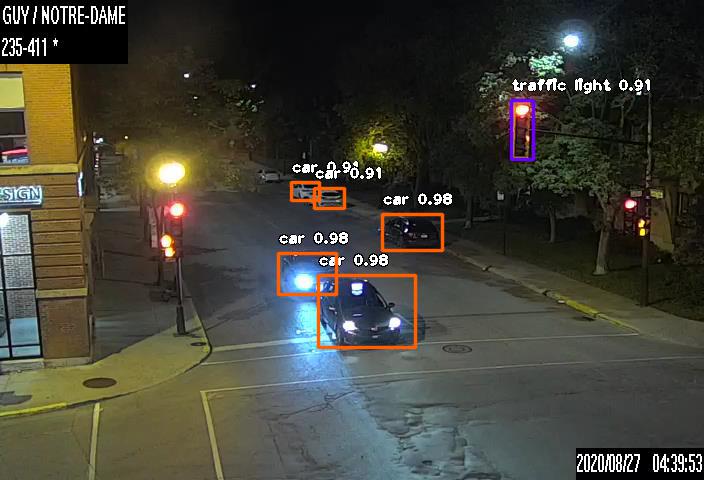 GUY / NOTRE-DAME
235-411 *
traffic light 0.91
car 0.91
car 0.91
car 0.98
SIGN
car 0.98
car 0.98
2020/08/27 04:39:53